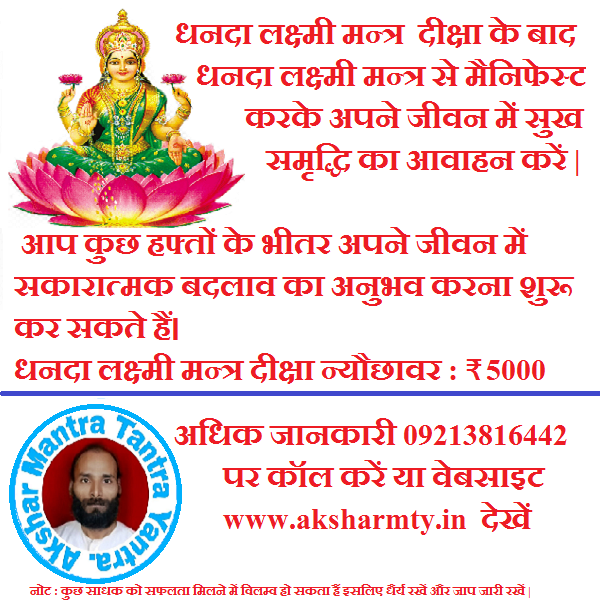 धनदा लक्ष्मी मन्त्र दीक्षा के बाद
धनदा लक्ष्मी मन्त्र से मैनिफेस्ट
करके अपने जीवन में सुख
समृद्धि का आवाहन करें |
आप कुछ हफ्तों के भीतर अपने जीवन में
सकारात्मक बदलाव का अनुभव करना शुरू
कर सकते हैं।
धनदा लक्ष्मी मन्त्र दीक्षा न्यौछावर : ₹ 5000
Akshar Mantra Tantra Yantra.
अधिक जानकारी 09213816442
पर कॉल करें या वेबसाइट
www.aksharmty.in देखें
नोट : कुछ साधक को सफलता मिलने में विलम्ब हो सकता हैं इसलिए धैर्य रखें और जाप जारी रखें |